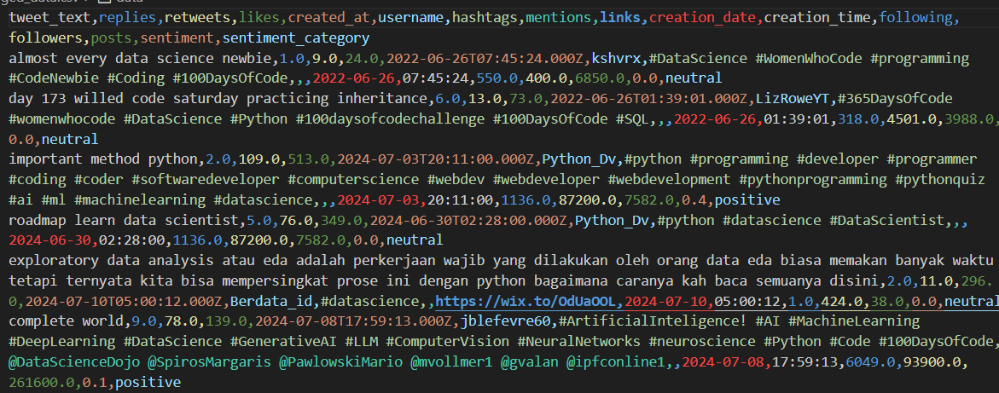 data
tweet_text,replies,retweets,likes,created_at,username,hashtags,mentions,links,creation_date,creation_time,following,
followers,posts,sentiment,sentiment_category
almost every data science newbie,1.0,9.0,24.0,2022-06-26T07:45:24.000Z,kshvrx,#DataScience #WomenWhoCode #programming
#CodeNewbie #Coding #100DaysOfCode,,,2022-06-26,07:45:24,550.0,400.0,6850.0,0.0,neutral
day 173 willed code saturday practicing inheritance,6.0,13.0,73.0,2022-06-26T01:39:01.000Z,LizRoweYT,#365DaysOfCode
#womenwhocode #DataScience #Python #100daysofcodechallenge #100DaysOfCode #SQL,,,2022-06-26,01:39:01,318.0,4501.0,3988.0,
0.0,neutral
important method python,2.0,109.0,513.0,2024-07-03T20:11:00.000Z,Python_Dv,#python #programming #developer #programmer
#coding #coder #softwaredeveloper #computerscience #webdev #webdeveloper #webdevelopment #pythonprogramming #pythonquiz
#ai #ml #machinelearning #datascience,,,2024-07-03,20:11:00,1136.0,87200.0,7582.0,0.4,positive
roadmap learn data scientist,5.0,76.0,349.0,2024-06-30T02:28:00.000Z,Python_Dv,#python #datascience #DataScientist,,,
2024-06-30,02:28:00,1136.0,87200.0,7582.0,0.0,neutral
exploratory data analysis atau eda adalah perkerjaan wajib yang dilakukan oleh orang data eda biasa memakan banyak waktu
tetapi ternyata kita bisa mempersingkat prose ini dengan python bagaimana caranya kah baca semuanya disini,2.0,11.0,296.
0,2024-07-10T05:00:12.000Z,Berdata_id,#datascience,,https://wix.to/OdUaOOL,2024-07-10,05:00:12,1.0,424.0,38.0,0.0,neutral
complete world,9.0,78.0,139.0,2024-07-08T17:59:13.000Z,jblefevre60,#ArtificialInteligence! #AI #MachineLearning
#DeepLearning #DataScience #GenerativeAI #LLM #ComputerVision #NeuralNetworks #neuroscience #Python #Code #100DaysOfCode,
@DataScienceDojo @SpirosMargaris @PawlowskiMario @mvollmer1 @gvalan @ipfconline1,,2024-07-08,17:59:13,6049.0,93900.0,
261600.0,0.1,positive